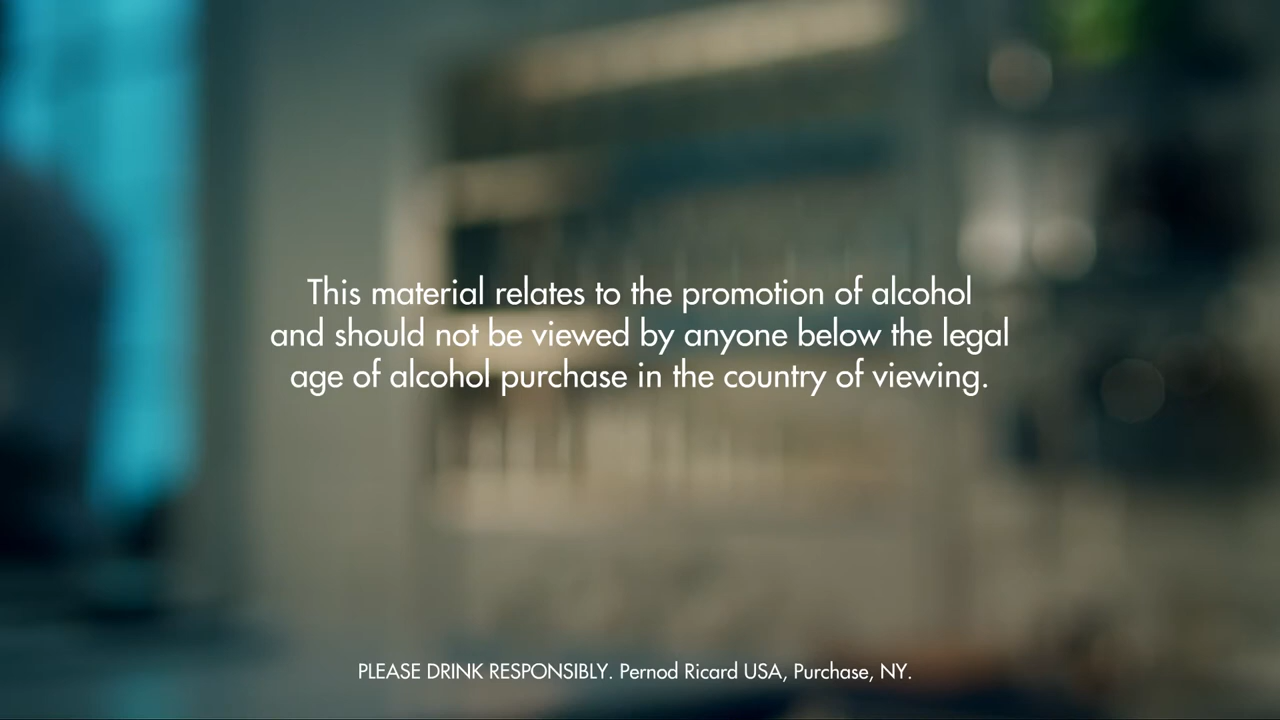 This material relates to the promotion of alcohol
and should not be viewed by anyone below the legal
age of alcohol purchase in the country of viewing.
PLEASE DRINK RESPONSIBLY. Pernod Ricard USA, Purchase, NY.